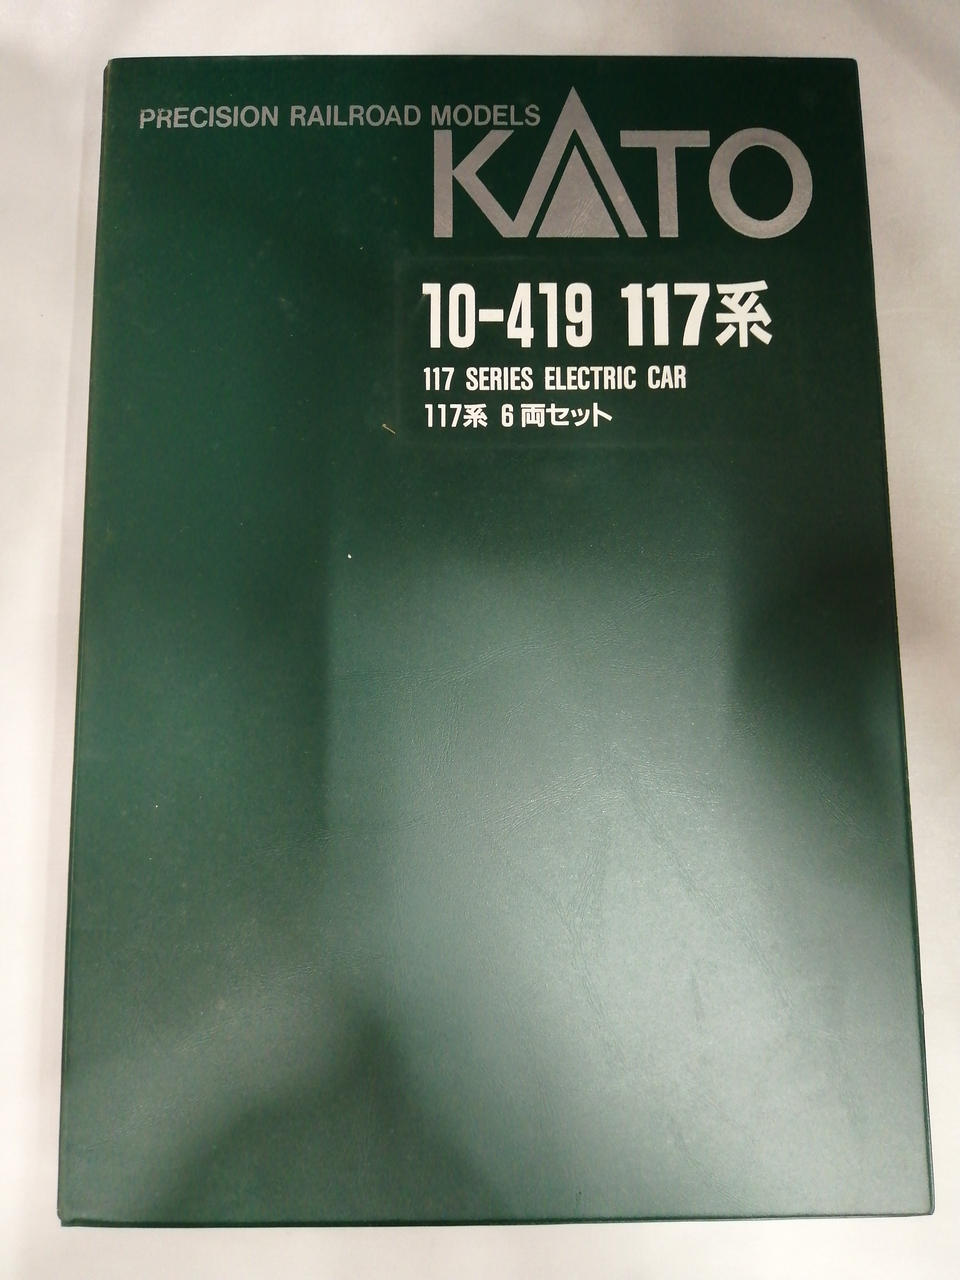 PRECISION RAILROAD MODELS
KATO
10-419 117系
117 SERIES ELECTRIC CAR
117系 6両セット